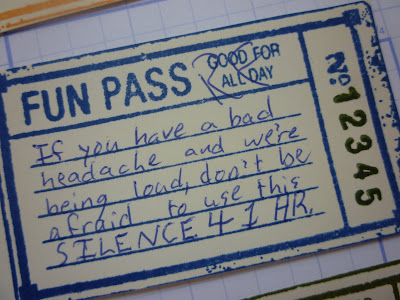 FUN PASS
GOOD FOR
ALL DAY
If you have a bad
headache and we're
being loud, don't be
afraid to use this
SILENCE 4 1 HR.
No. 12345